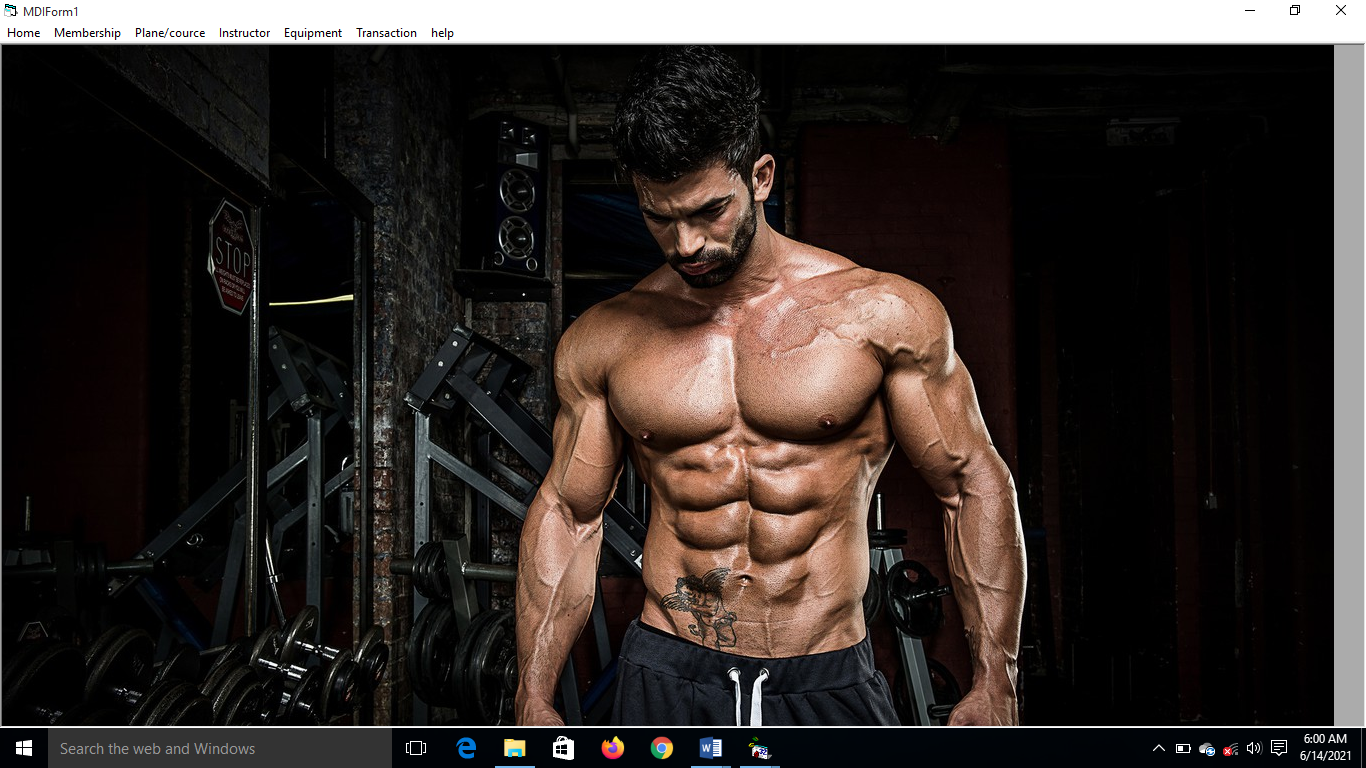 MDIForm1
Home Membership Plane/cource Instructor Equipment Transaction help
STOP
Search the web and Windows
6:00 AM
6/14/2021